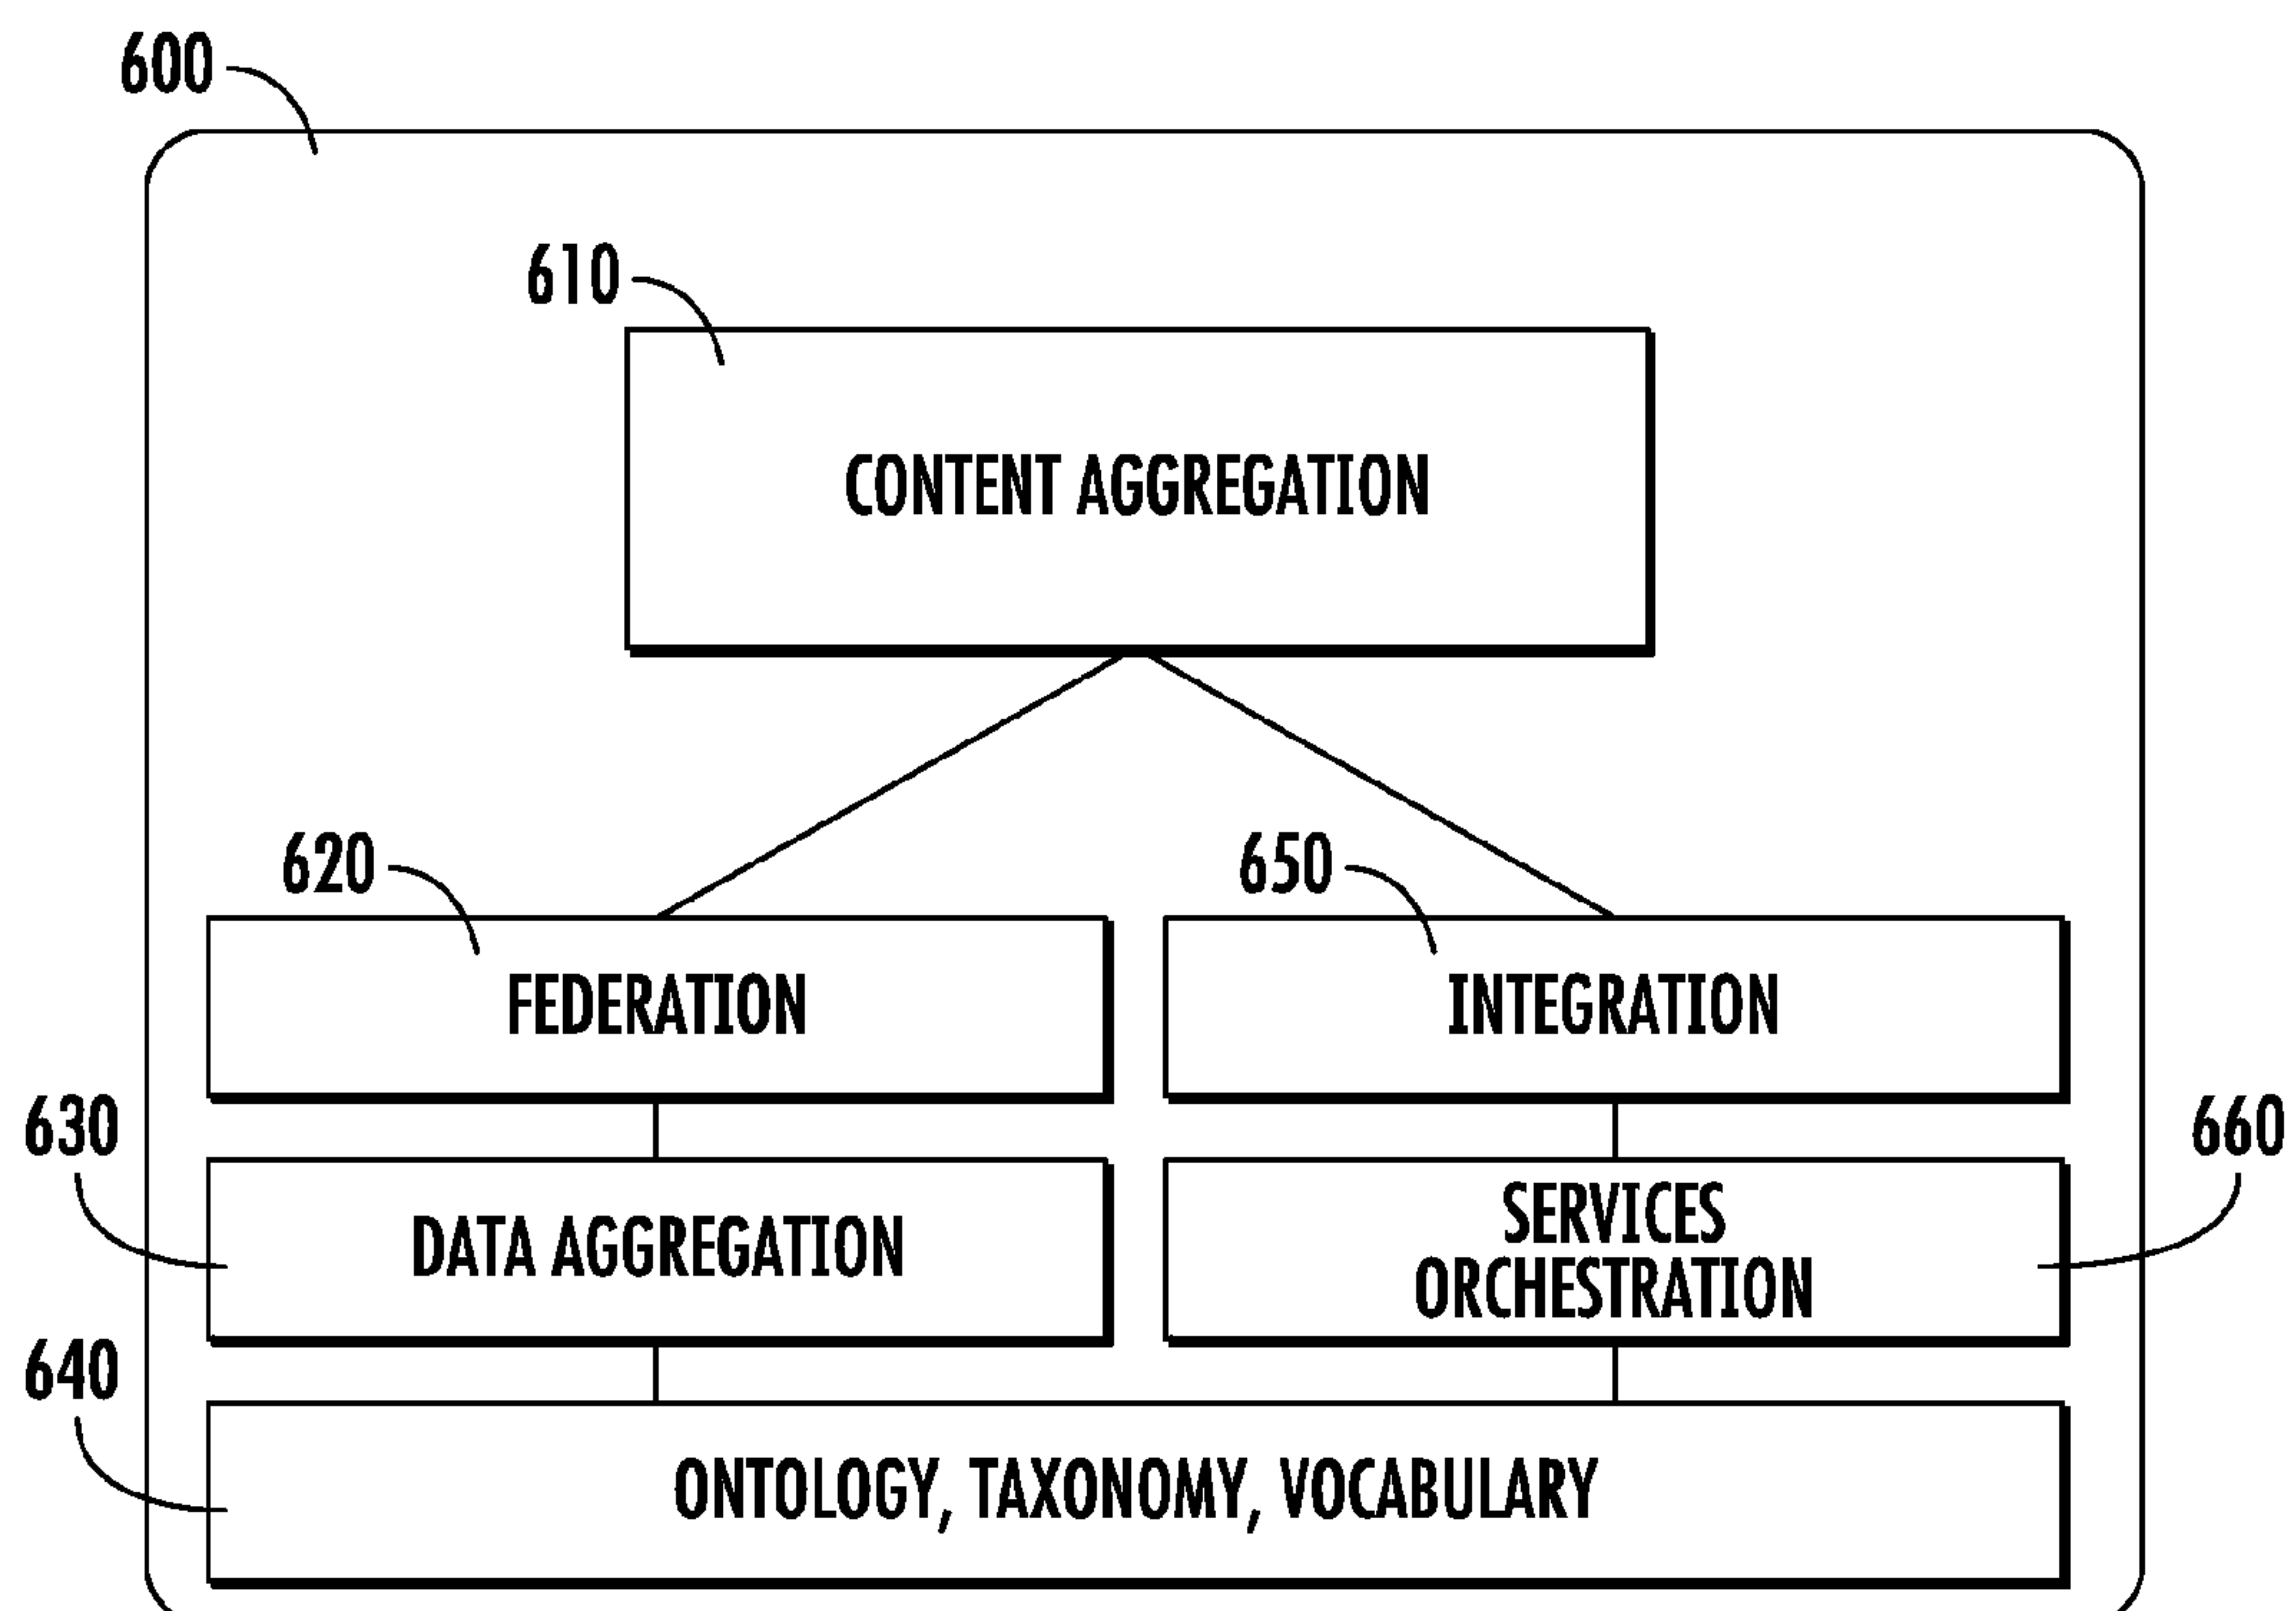 600
610
CONTENT AGGREGATION
620
650
FEDERATION
INTEGRATION
630
660
DATA AGGREGATION
SERVICES
ORCHESTRATION
640
ONTOLOGY, TAXONOMY, VOCABULARY